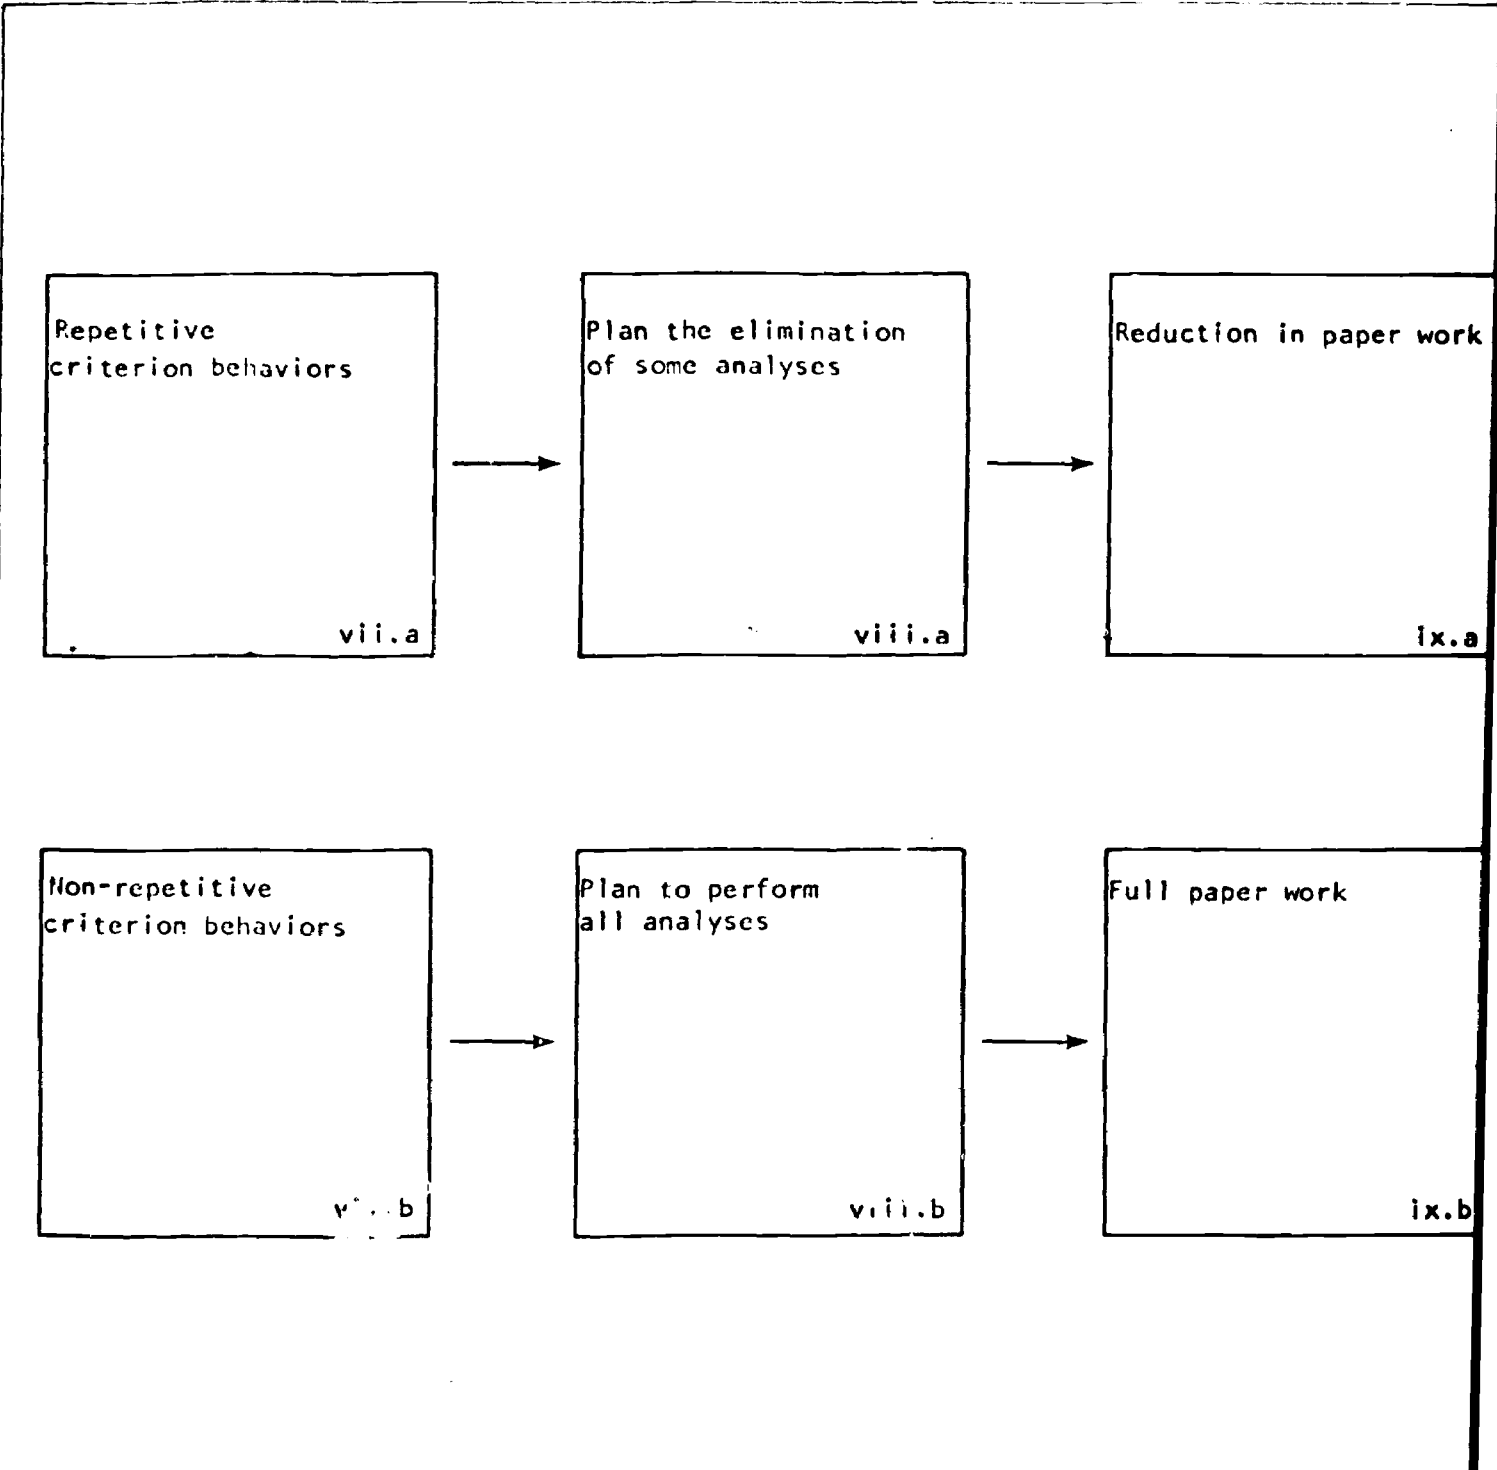 Repetitive
criterion behaviors
vii.a
Plan the elimination
of some analyses
viii.a
Reduction in paper work
ix.a
Non-repetitive
criterion behaviors
Plan to perform
all analyses
viii.b
Full paper work
ix.b